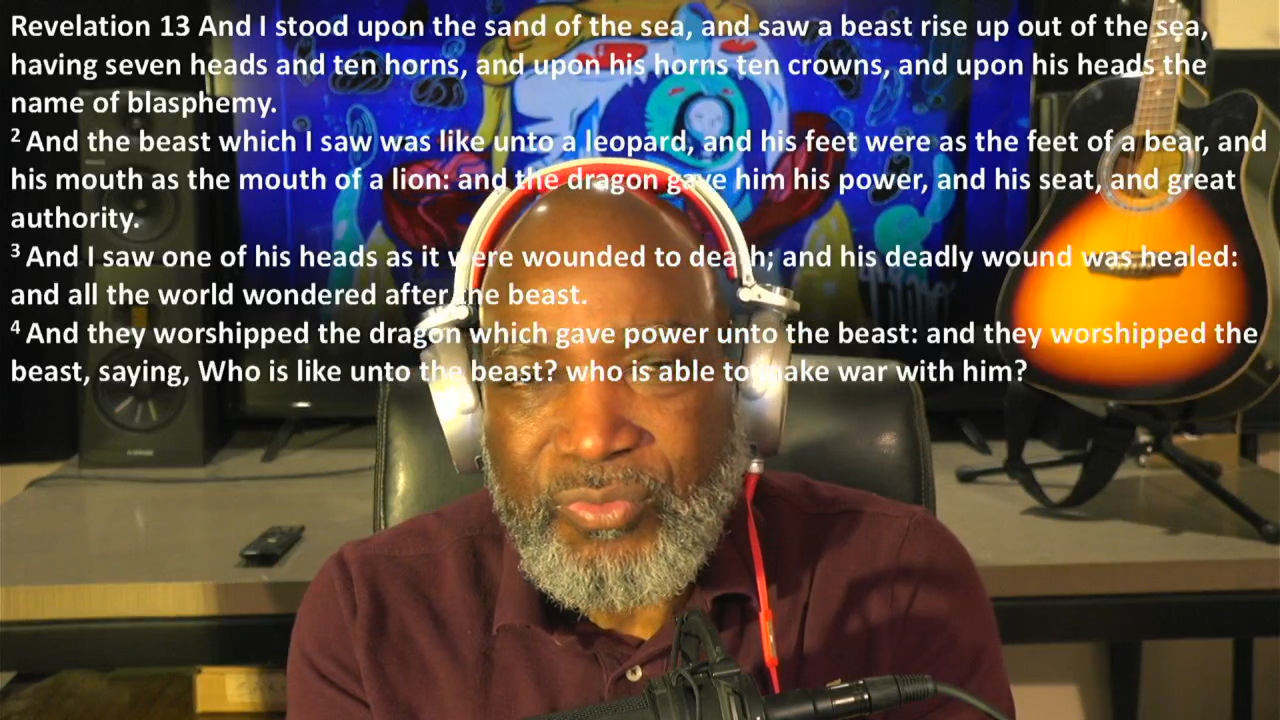 Revelation 13 And I stood upon the sand of the sea, and saw a beast rise up out of the sea,
having seven heads and ten horns, and upon his horns ten crowns, and upon his heads the
name of blasphemy.
² And the beast which I saw was like unto a leopard, and his feet were as the feet of a bear, and
his mouth as the mouth of a lion: and the dragon gave him his power, and his seat, and great
authority.
³ And I saw one of his heads as it were wounded to death; and his deadly wound was healed:
and all the world wondered after the beast.
⁴ And they worshipped the dragon which gave power unto the beast: and they worshipped the
beast, saying, Who is like unto the beast? who is able to make war with him?